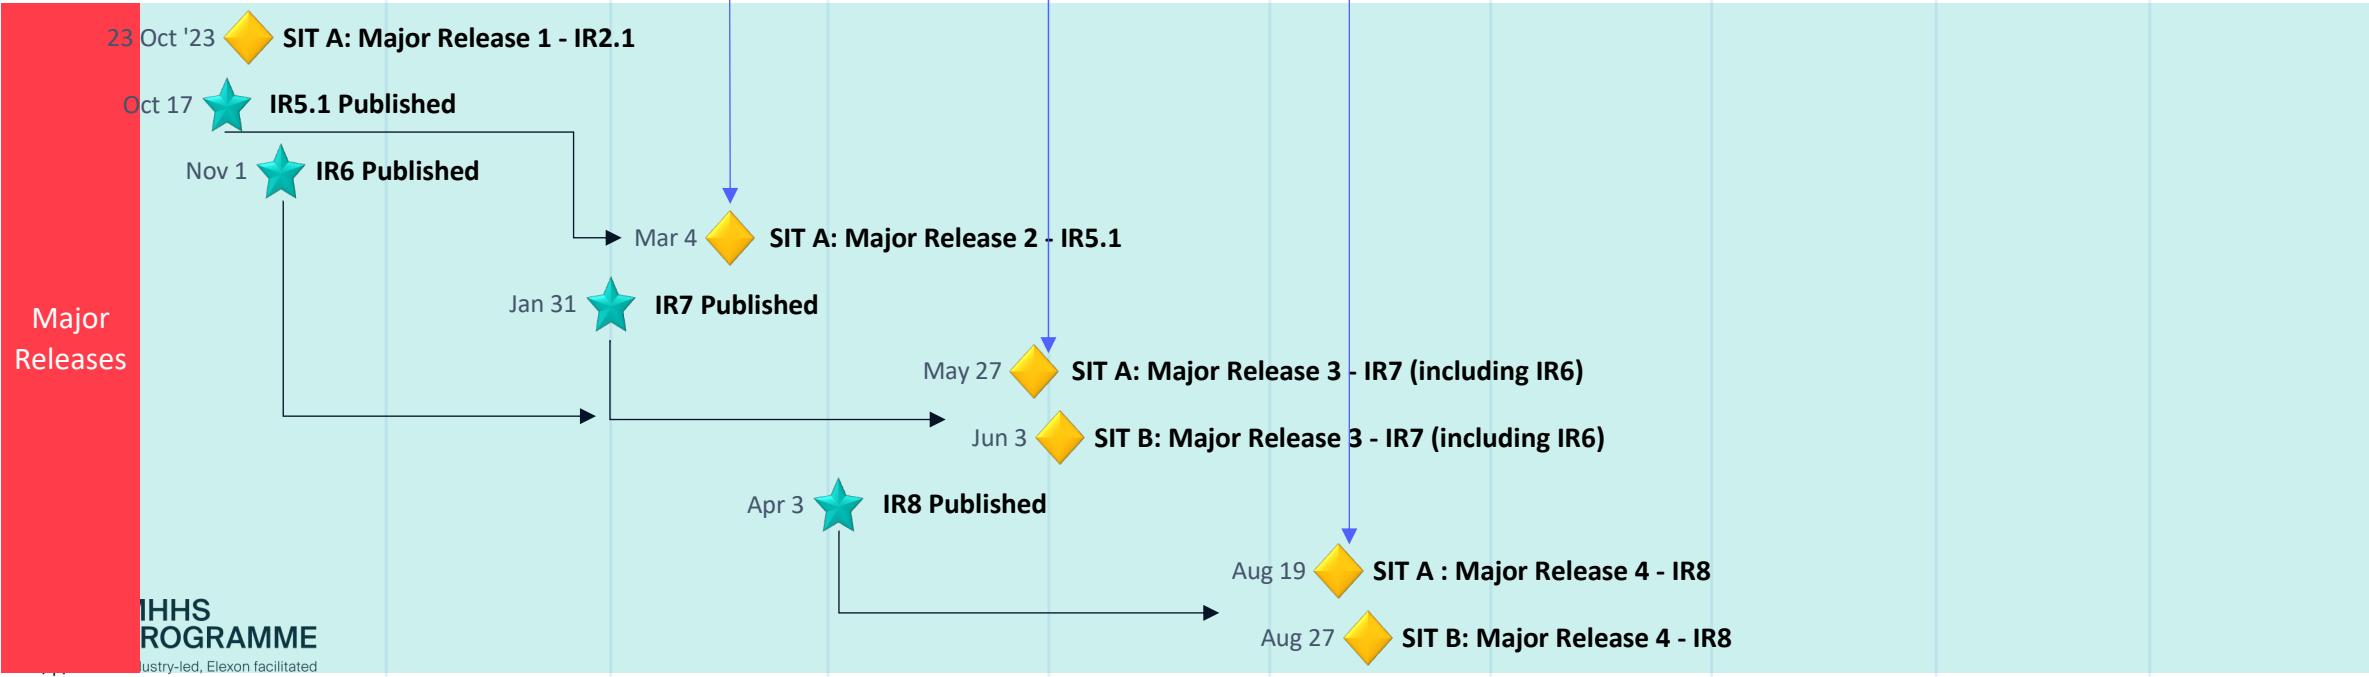 23 Oct '23 SIT A: Major Release 1 - IR2.1
Oct 17 IR5.1 Published
Nov 1 IR6 Published
Mar 4 SIT A: Major Release 2 - IR5.1
Jan 31 IR7 Published
Major
Releases
May 27 SIT A: Major Release 3 - IR7 (including IR6)
Jun 3 SIT B: Major Release 3 - IR7 (including IR6)
Apr 3 IR8 Published
Aug 19 SIT A : Major Release 4 - IR8
Aug 27 SIT B: Major Release 4 - IR8
HHS
ROGRAMME
ustry-led, Elexon facilitated